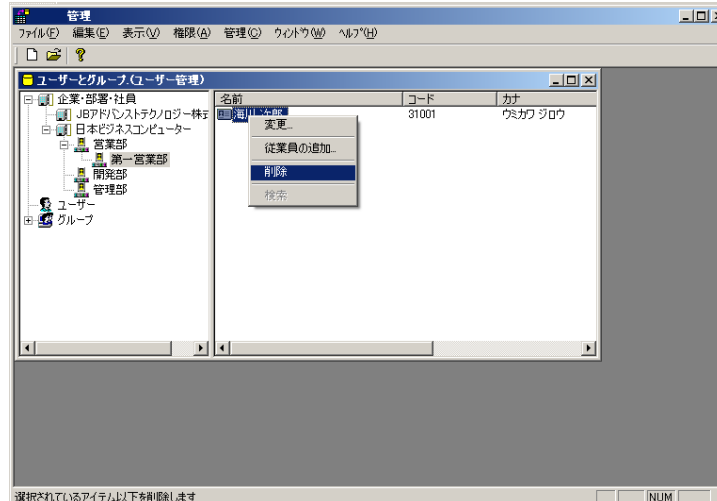 管理
ファイル(F) 編集(E) 表示(V) 権限(A) 管理(C) ウィントウ(W) ヘルプ(H)
ユーザーとグループ.(ユーザー管理)
企業・部署・社員
JBアドバンストテクノロジー株式
日本ビジネスコンピューター
営業部
第一営業部
開発部
管理部
ユーザー
グループ
名前 コード カナ
海川 次郎 31001 ウミカワ ジロウ
変更...
従業員の追加...
削除
検索
選択されているアイテム以下を削除します NUM